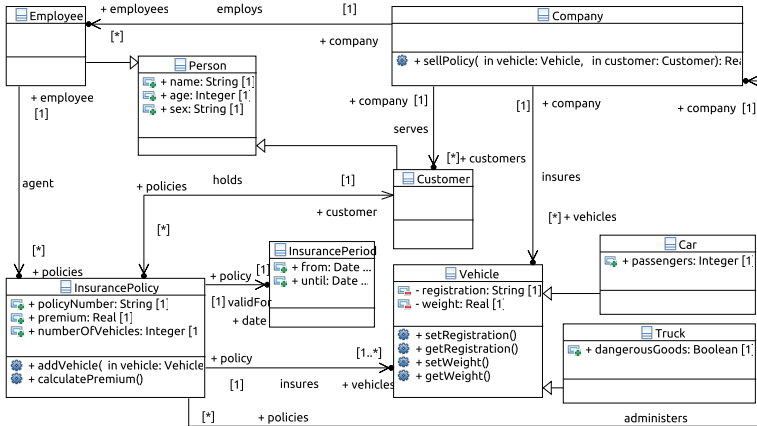 Employee
+ employees
employs
[1]
[*]
+ company
Company
+ sellPolicy( in vehicle: Vehicle, in customer: Customer): Rea
Person
+ name: String [1]
+ age: Integer [1]
+ sex: String [1]
+ employee
[1]
+ company [1]
[1]
+ company
+ company [1]
serves
[*]+ customers
agent
holds
[1]
+ policies
Customer
insures
+ customer
[*]
[*]+ vehicles
[*]
+ policies
InsurancePeriod
+ from: Date ...
+ until: Date ...
Car
+ passengers: Integer [1]
InsurancePolicy
+ policyNumber: String [1]
+ premium: Real [1]
+ numberOfVehicles: Integer [1
+ addVehicle( in vehicle: Vehicle
+ calculatePremium()
+ policy
[1]
[1] validFor
+ date
Vehicle
- registration: String [1]
- weight: Real [1]
+ setRegistration()
+ getRegistration()
+ setWeight()
+ getWeight()
Truck
+ dangerousGoods: Boolean [1]
+ policy
[1..*]
[1]
insures
+ vehicles
[*]
+ policies
administers